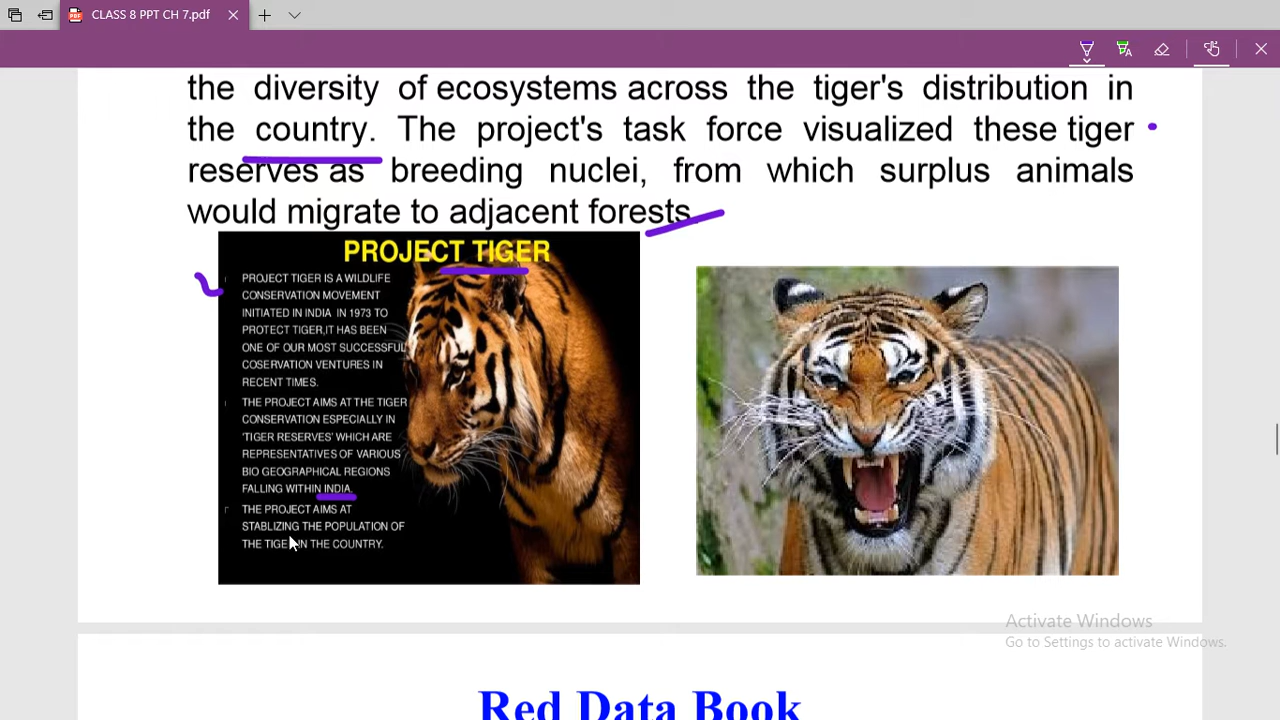 CLASS 8 PPT CH 7.pdf
the diversity of ecosystems across the tiger's distribution in
the country. The project's task force visualized these tiger
reserves as breeding nuclei, from which surplus animals
would migrate to adjacent forests.
PROJECT TIGER
PROJECT TIGER IS A WILDLIFE
CONSERVATION MOVEMENT
INITIATED IN INDIA IN 1973 TO
PROTECT TIGER,IT HAS BEEN
ONE OF OUR MOST SUCCESSFUL
COSERVATION VENTURES IN
RECENT TIMES.
THE PROJECT AIMS AT THE TIGER
CONSERVATION ESPECIALLY IN
'TIGER RESERVES' WHICH ARE
REPRESENTATIVES OF VARIOUS
BIO GEOGRAPHICAL REGIONS
FALLING WITHIN INDIA.
THE PROJECT AIMS AT
STABLIZING THE POPULATION OF
THE TIGER IN THE COUNTRY.
Activate Windows
Go to Settings to activate Windows.
Red Data Book